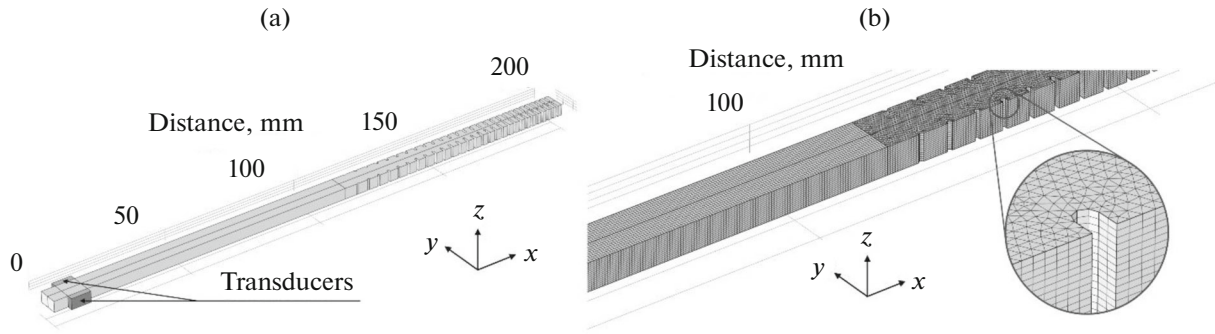 (a)
200
Distance, mm
150
100
50
0
z
y
x
Transducers
(b)
Distance, mm
100
z
y
x